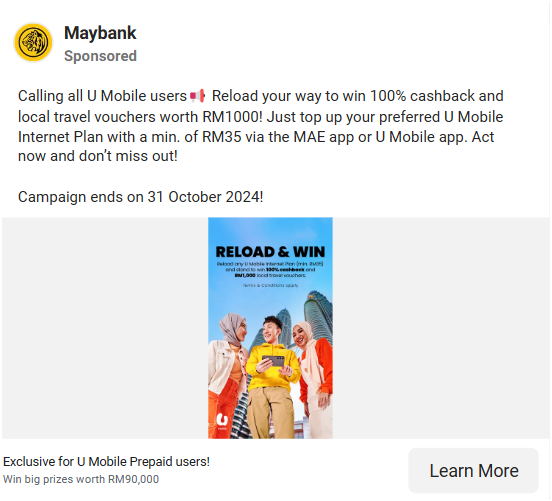 Maybank
Sponsored
Calling all U Mobile users📢 Reload your way to win 100% cashback and
local travel vouchers worth RM1000! Just top up your preferred U Mobile
Internet Plan with a min. of RM35 via the MAE app or U Mobile app. Act
now and don’t miss out!
Campaign ends on 31 October 2024!
RELOAD & WIN
Reload any U Mobile Internet Plan (min. RM35)
and stand to win 100% cashback and
RM1,000 local travel vouchers.
Terms & Conditions apply.
Exclusive for U Mobile Prepaid users!
Win big prizes worth RM90,000
Learn More